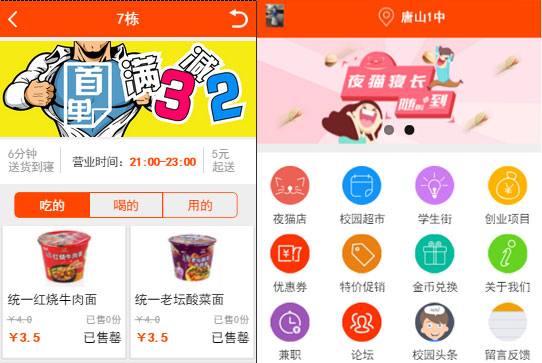 7栋
首单
满3减2
6分钟
送货到寝
营业时间：21:00-23:00
5元
起送
吃的
喝的
用的
统一红烧牛肉面
￥4.0
已售0份
￥3.5
已售罄
统一老坛酸菜面
￥4.0
已售0份
￥3.5
已售罄
唐山1中
夜猫寝长
随叫随到
夜猫店
校园超市
学生街
创业项目
优惠券
特价促销
金币兑换
关于我们
兼职
论坛
校园头条
留言反馈